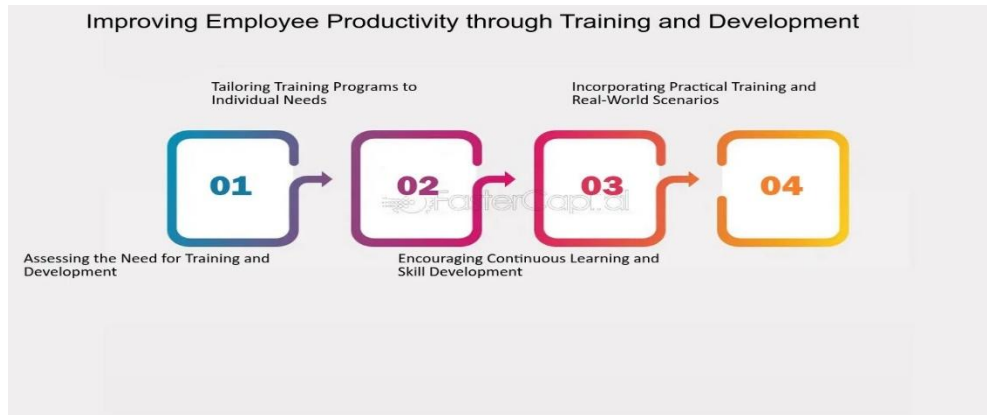 Improving Employee Productivity through Training and Development
Tailoring Training Programs to
Individual Needs
Incorporating Practical Training and
Real-World Scenarios
01
02
03
04
FasterCapital
Assessing the Need for Training and
Development
Encouraging Continuous Learning and
Skill Development